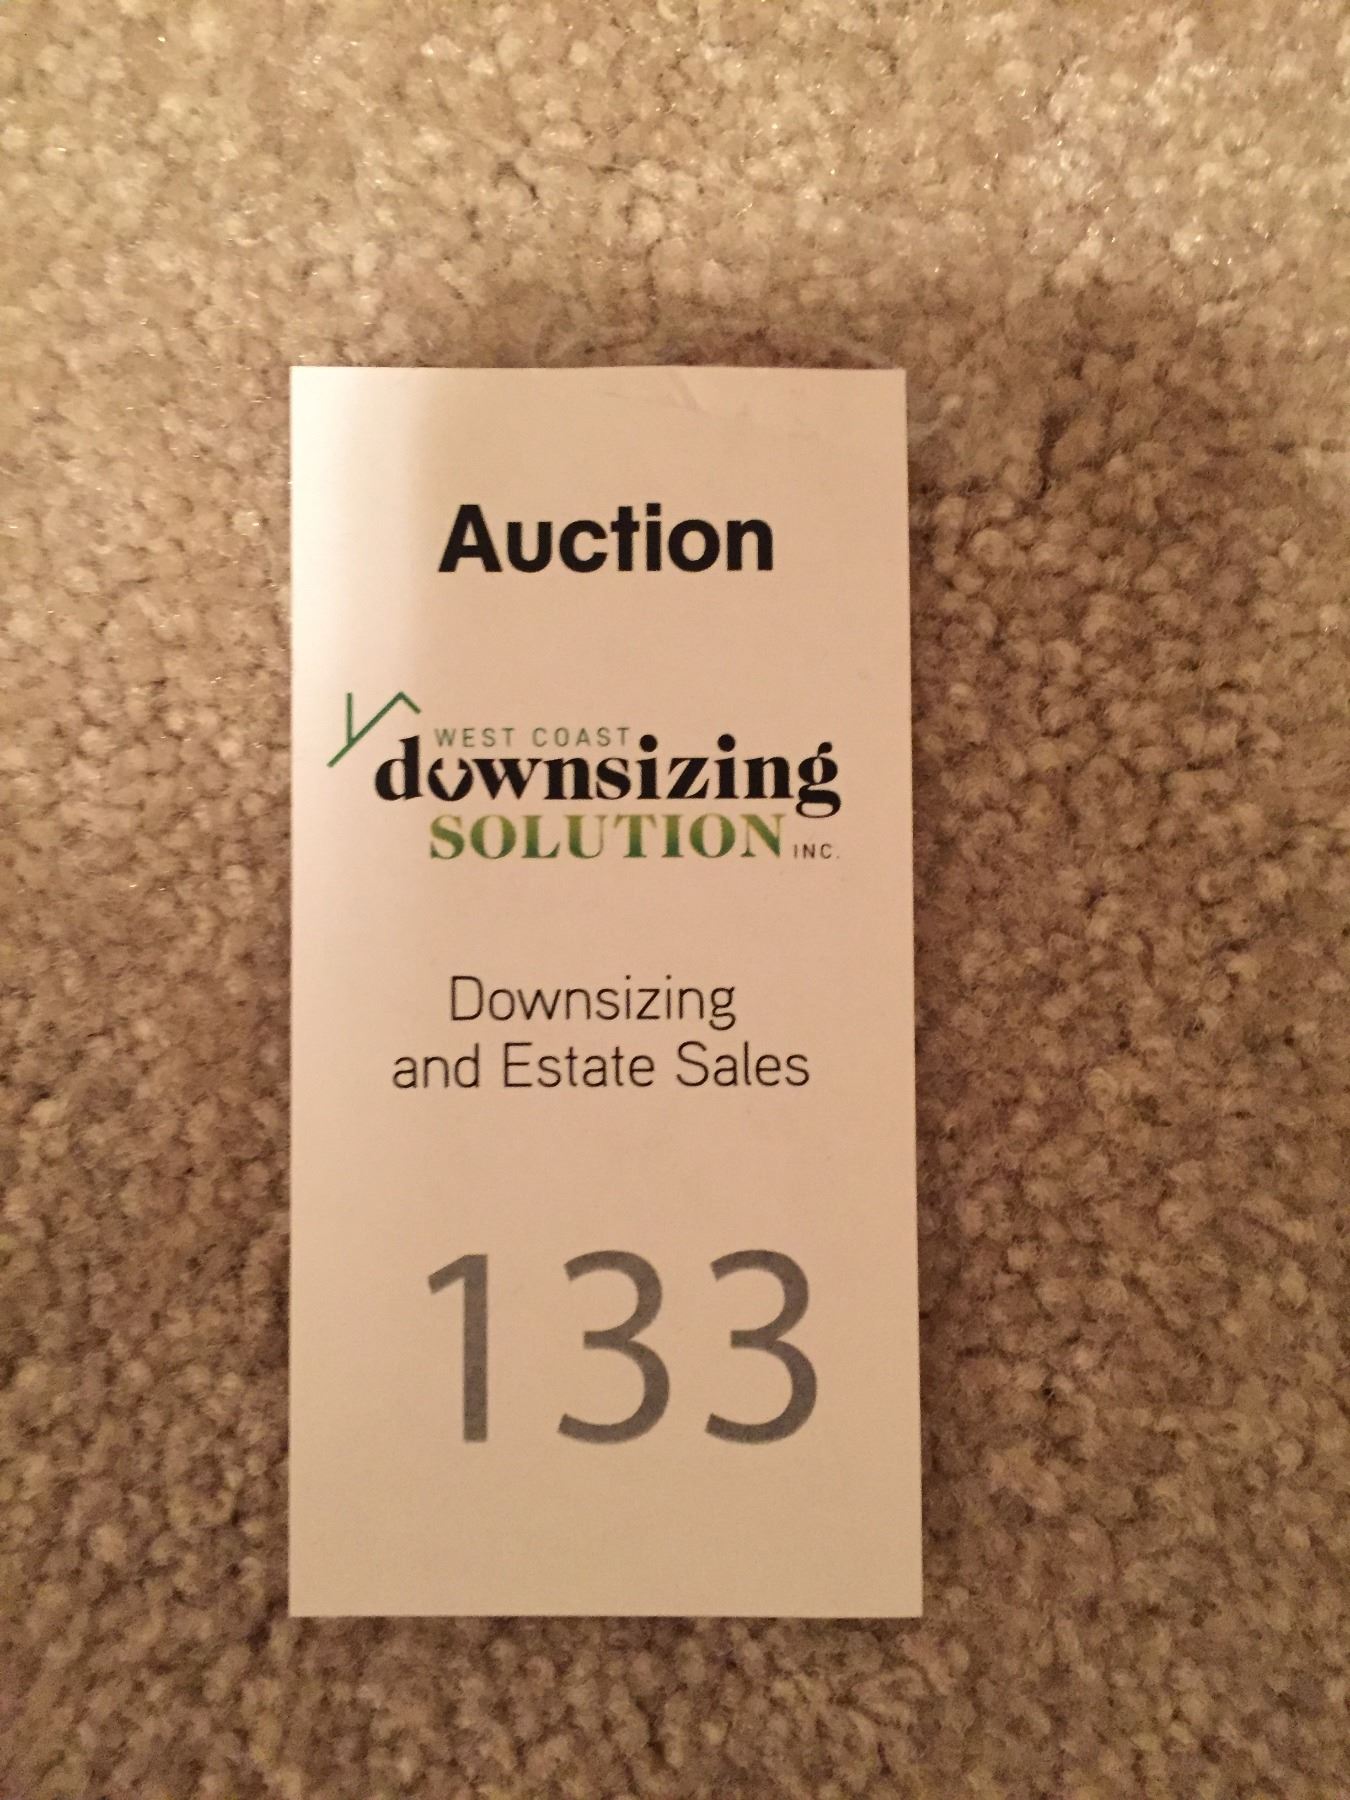 Auction
WEST COAST
downsizing
SOLUTION INC.
Downsizing
and Estate Sales
133